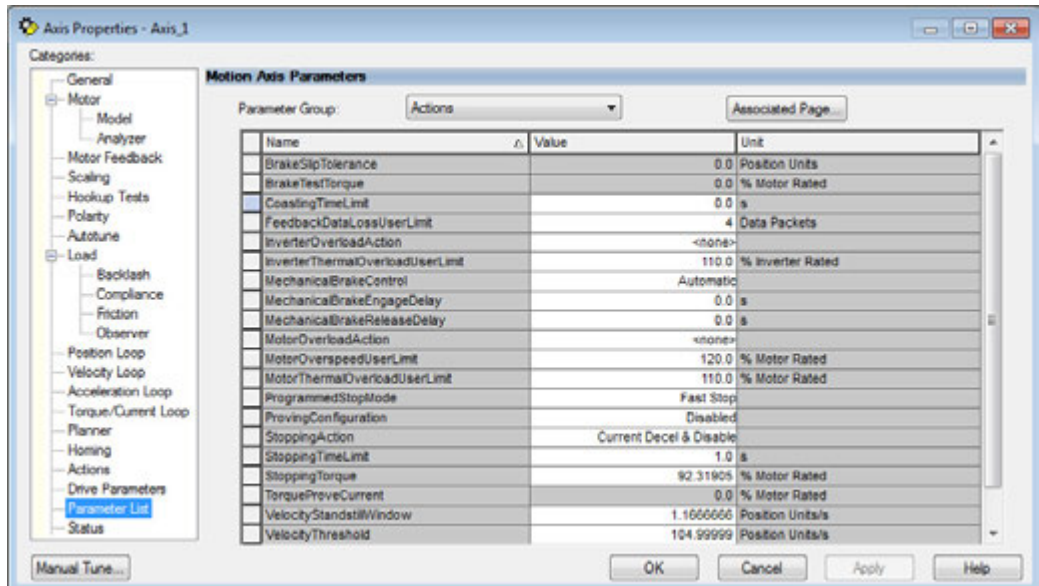 Axis Properties - Axis_1
Categories:
General
Motor
Model
Analyzer
Motor Feedback
Scaling
Hookup Tests
Polarity
Autotune
Load
Backlash
Compliance
Friction
Observer
Position Loop
Velocity Loop
Acceleration Loop
Torque/Current Loop
Planner
Homing
Actions
Drive Parameters
Parameter List
Status
Motion Axis Parameters
Parameter Group: Actions Associated Page...
Name Value Unit
BrakeSlipTolerance 0.0 Position Units
BrakeTestTorque 0.0 % Motor Rated
CoastingTimeLimit 0.0 s
FeedbackDataLossUserLimit 4 Data Packets
InverterOverloadAction <none>
InverterThermalOverloadUserLimit 110.0 % Inverter Rated
MechanicalBrakeControl Automatic
MechanicalBrakeEngageDelay 0.0 s
MechanicalBrakeReleaseDelay 0.0 s
MotorOverloadAction <none>
MotorOverspeedUserLimit 120.0 % Motor Rated
MotorThermalOverloadUserLimit 110.0 % Motor Rated
ProgrammedStopMode Fast Stop
ProvingConfiguration Disabled
StoppingAction Current Decel & Disable
StoppingTimeLimit 1.0 s
StoppingTorque 92.31905 % Motor Rated
TorqueProveCurrent 0.0 % Motor Rated
VelocityStandstillWindow 1.1666666 Position Units/s
VelocityThreshold 104.99999 Position Units/s
Manual Tune... OK Cancel Apply Help